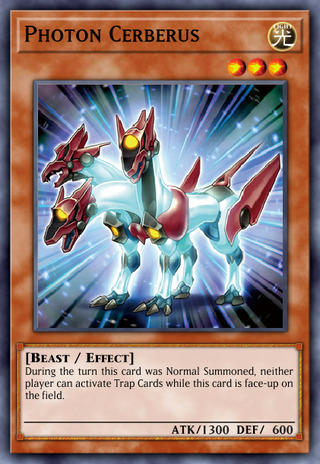 Photon Cerberus
LIGHT
光
[Beast / Effect]
During the turn this card was Normal Summoned, neither
player can activate Trap Cards while this card is face-up on
the field.
ATK/1300 DEF/ 600